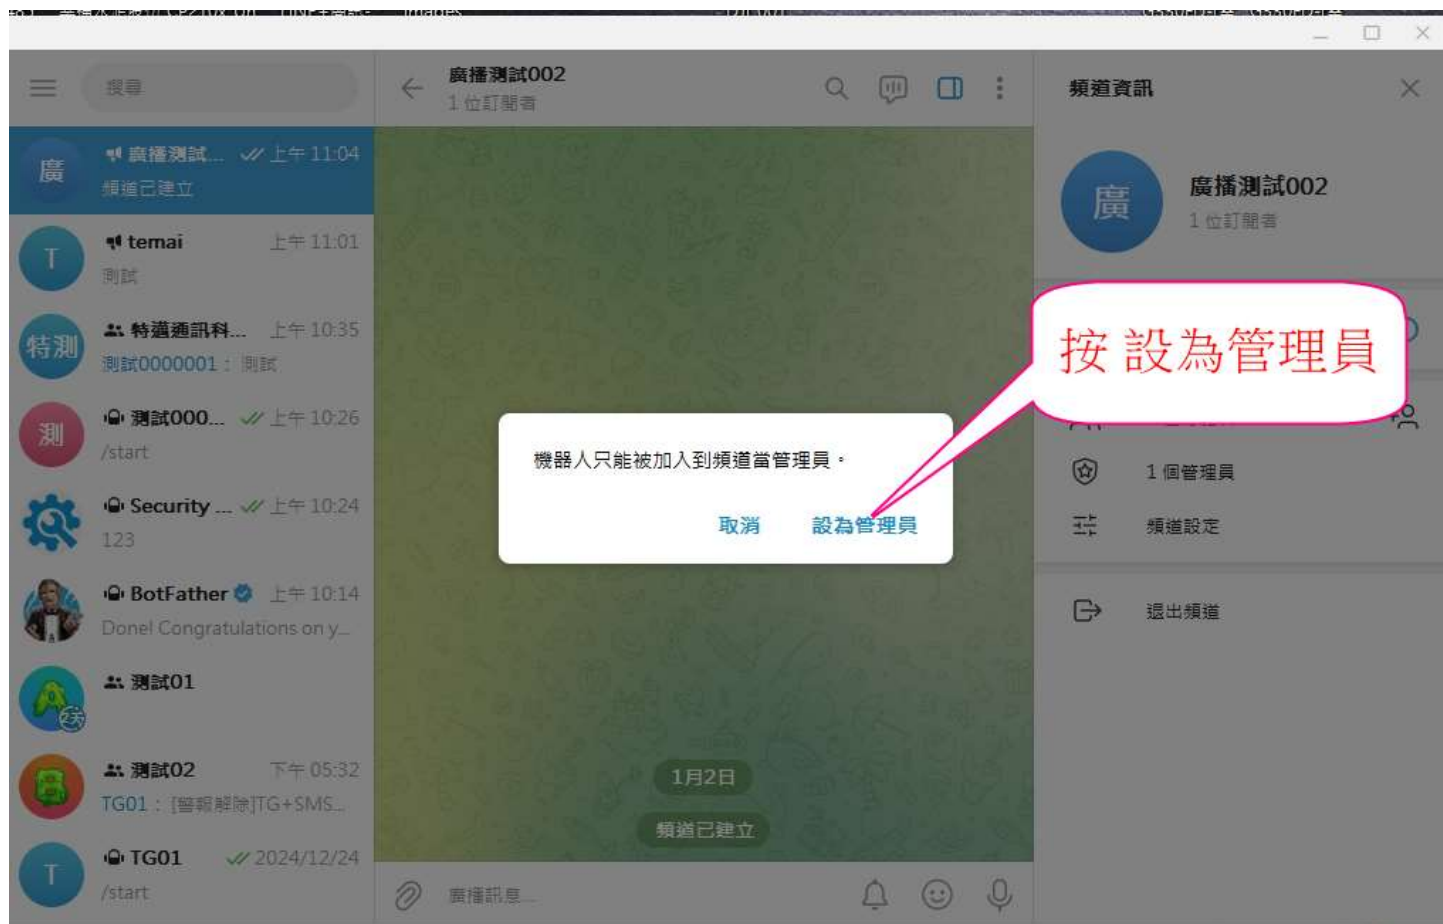 搜尋
廣播測試002
1 位訂閱者
頻道資訊
廣
廣播測試... 上午 11:04
頻道已建立
廣
廣播測試002
1 位訂閱者
T
temai 上午 11:01
測試
按 設為管理員
特測
特邁通訊科... 上午 10:35
測試0000001： 測試
測
測試000... 上午 10:26
/start
機器人只能被加入到頻道當管理員。
取消 設為管理員
1 個管理員
頻道設定
退出頻道
Security ... 上午 10:24
123
BotFather 上午 10:14
Done! Congratulations on y...
測試01
2天
測試02 下午 05:32
TG01： [警報解除]TG+SMS...
1月2日
頻道已建立
T
TG01 2024/12/24
/start
廣播訊息...